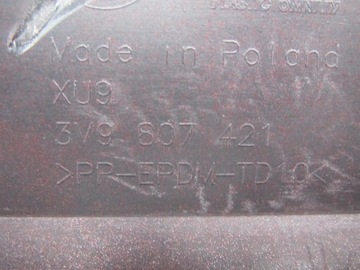 Made in Poland
XU9
3V9 807 421
>PP-EPDM-TD10<